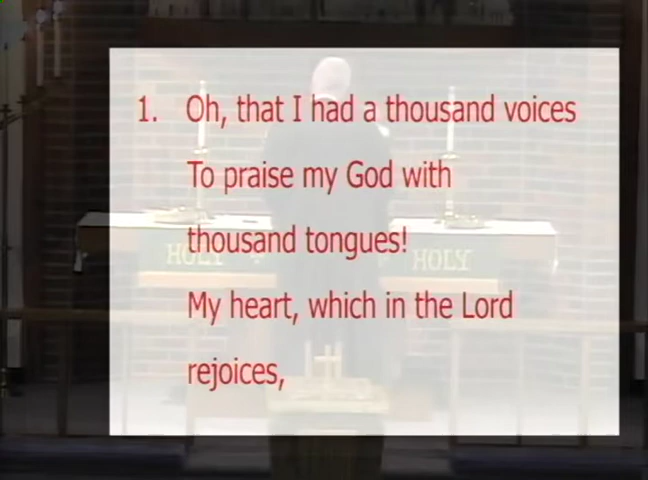 1. Oh, that I had a thousand voices
To praise my God with
thousand tongues!
HOLY HOLY
My heart, which in the Lord
rejoices,